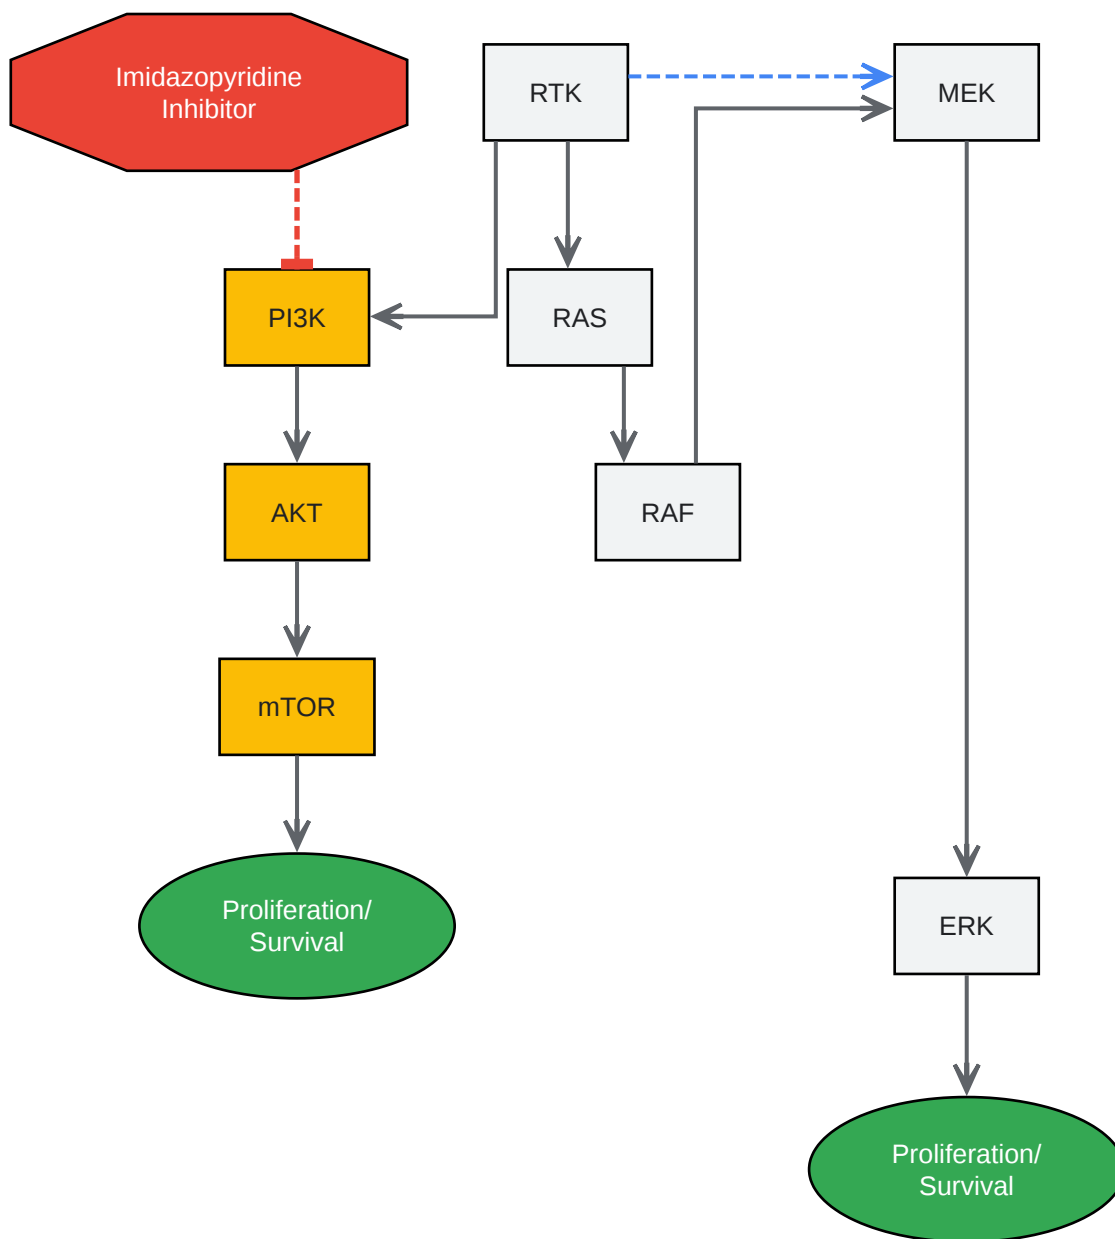 Imidazopyridine
Inhibitor
RTK
MEK
PI3K
RAS
AKT
RAF
mTOR
Proliferation/
Survival
ERK
Proliferation/
Survival